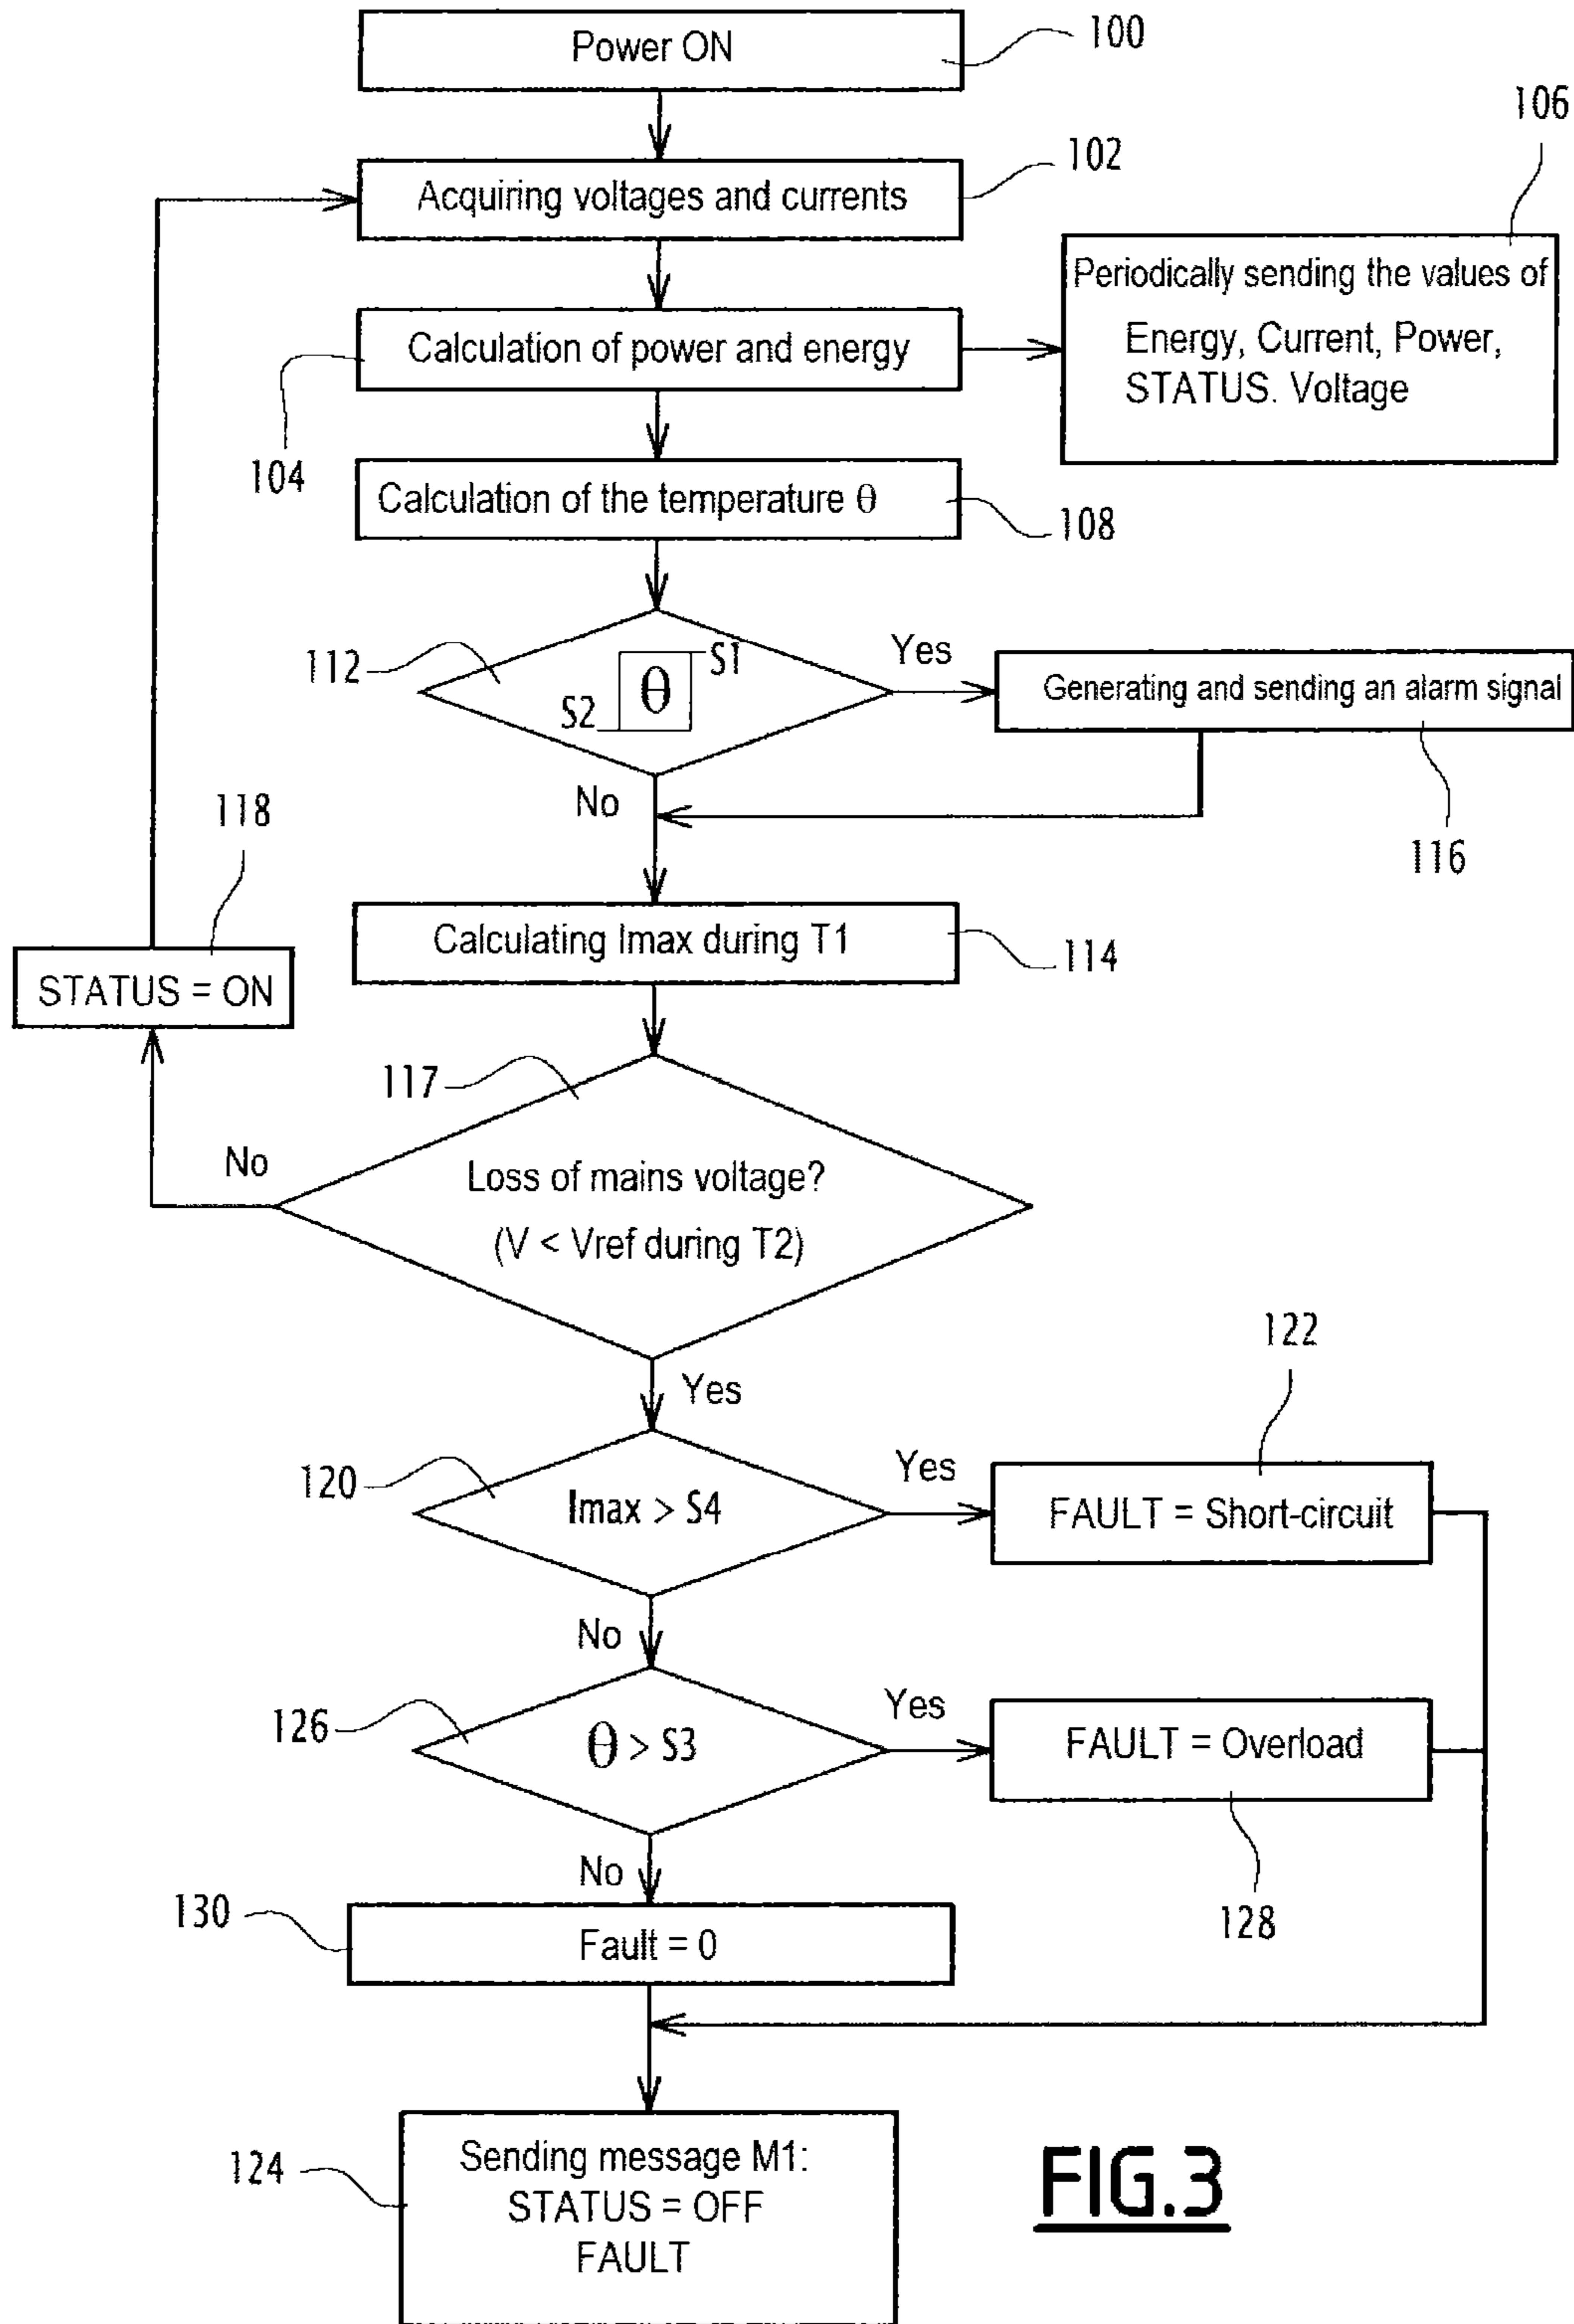 Power ON
100
106
102
Acquiring voltages and currents
Periodically sending the values of
Energy, Current, Power,
STATUS. Voltage
Calculation of power and energy
104
Calculation of the temperature θ
108
112
S1
θ
S2
Yes
Generating and sending an alarm signal
No
116
118
Calculating Imax during T1
114
STATUS = ON
117
No
Loss of mains voltage?
(V < Vref during T2)
Yes
122
120
Imax > S4
Yes
FAULT = Short-circuit
No
126
θ > S3
Yes
FAULT = Overload
No
128
130
Fault = 0
124
Sending message M1:
STATUS = OFF
FAULT
FIG.3